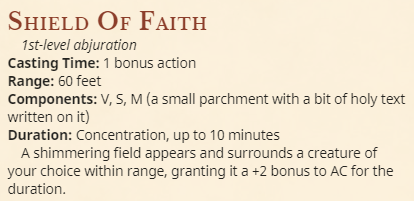 Shield Of Faith
1st-level abjuration
Casting Time: 1 bonus action
Range: 60 feet
Components: V, S, M (a small parchment with a bit of holy text
written on it)
Duration: Concentration, up to 10 minutes
A shimmering field appears and surrounds a creature of
your choice within range, granting it a +2 bonus to AC for the
duration.